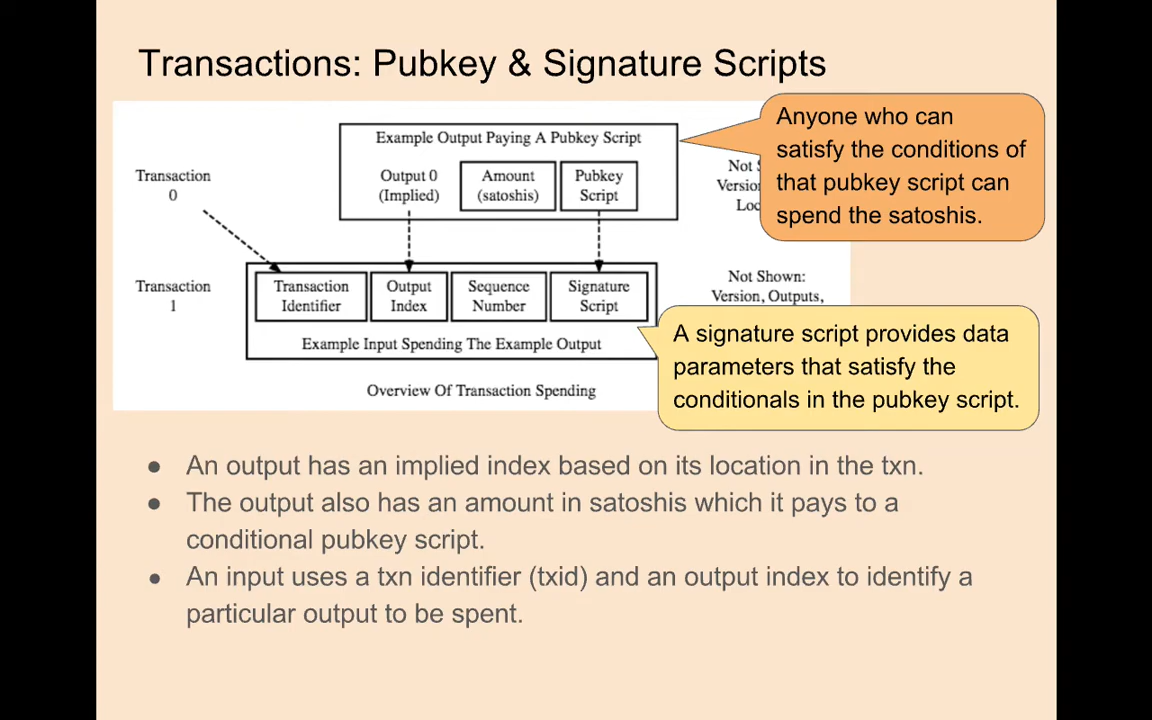 Transactions: Pubkey & Signature Scripts
Example Output Paying A Pubkey Script
Transaction
0
Output 0
(Implied)
Amount
(satoshis)
Pubkey
Script
Not
Anyone who can
satisfy the conditions of
that pubkey script can
spend the satoshis.
Transaction
1
Transaction
Identifier
Output
Index
Sequence
Number
Signature
Script
Example Input Spending The Example Output
Not Shown:
Version, Outputs,
A signature script provides data
parameters that satisfy the
conditionals in the pubkey script.
Overview Of Transaction Spending
● An output has an implied index based on its location in the txn.
● The output also has an amount in satoshis which it pays to a
conditional pubkey script.
● An input uses a txn identifier (txid) and an output index to identify a
particular output to be spent.